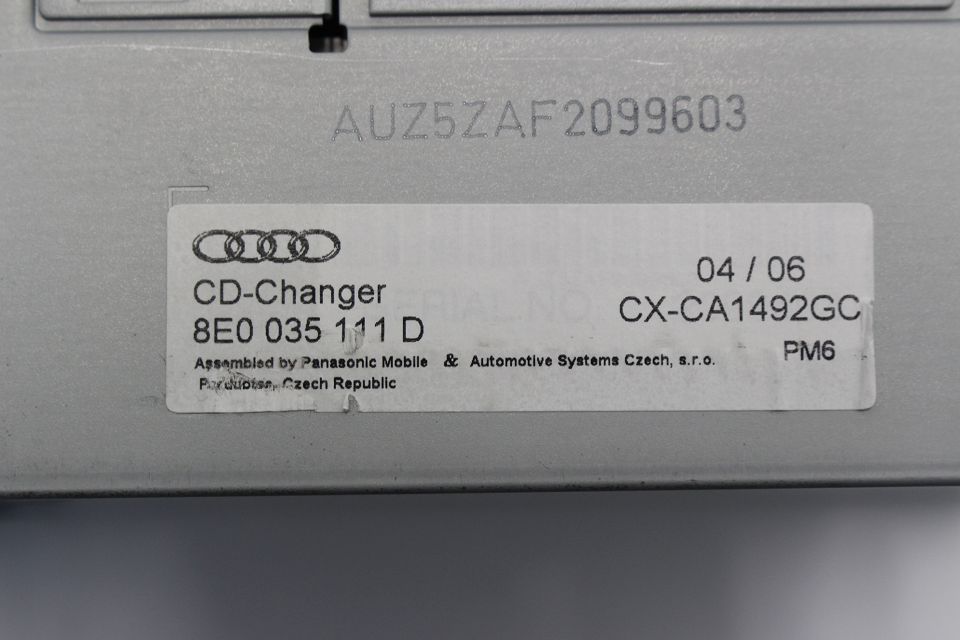 AUZ5ZAF2099603
CD-Changer
8E0 035 111 D
Assembled by Panasonic Mobile & Automotive Systems Czech, s.r.o.
Pardubice, Czech Republic
04 / 06
CX-CA1492GC
PM6